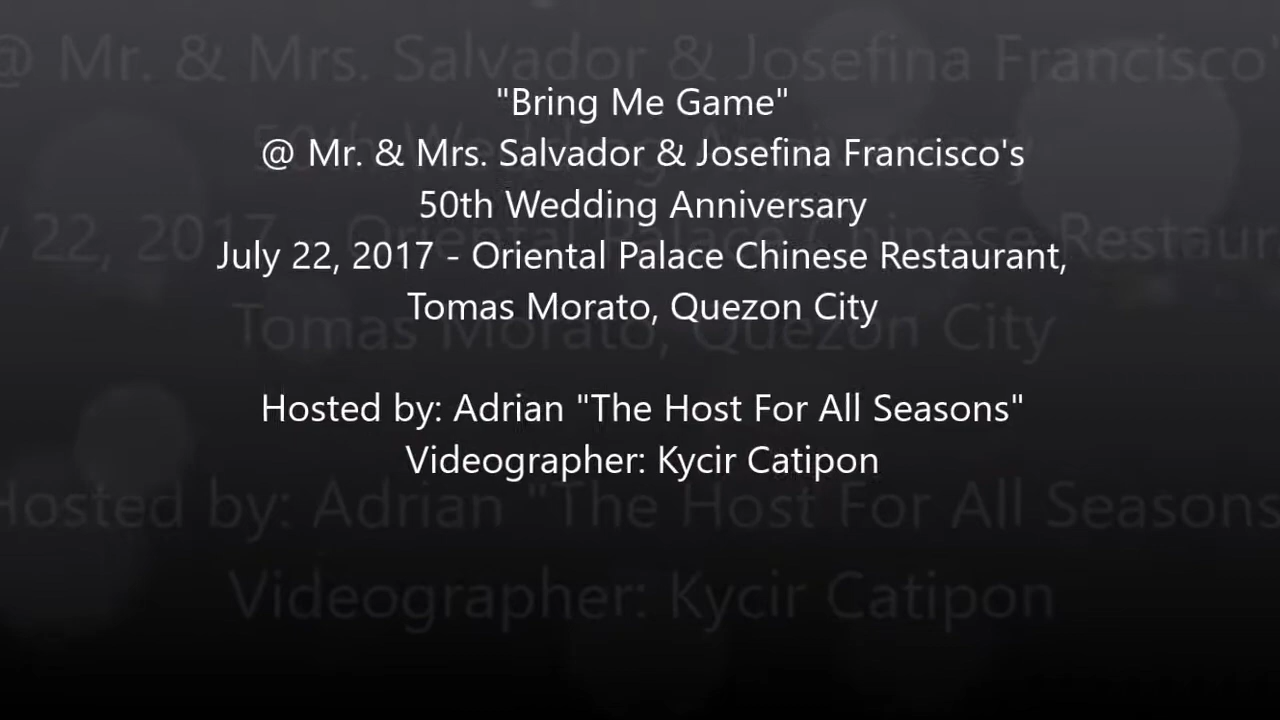 "Bring Me Game"
@ Mr. & Mrs. Salvador & Josefina Francisco's
50th Wedding Anniversary
July 22, 2017 - Oriental Palace Chinese Restaurant,
Tomas Morato, Quezon City
Hosted by: Adrian "The Host For All Seasons"
Videographer: Kycir Catipon